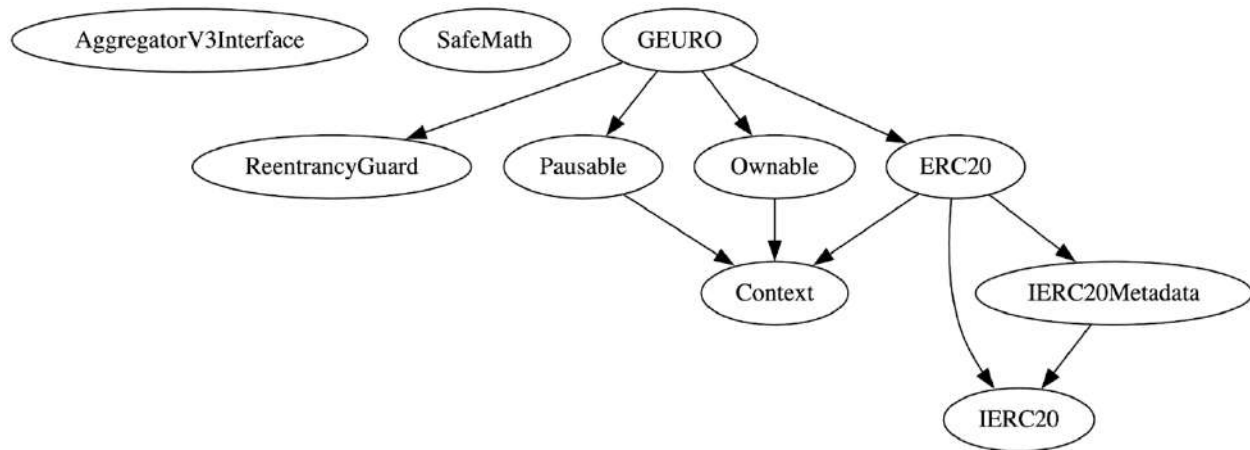 AggregatorV3Interface
SafeMath
GEURO
ReentrancyGuard
Pausable
Ownable
ERC20
Context
IERC20Metadata
IERC20